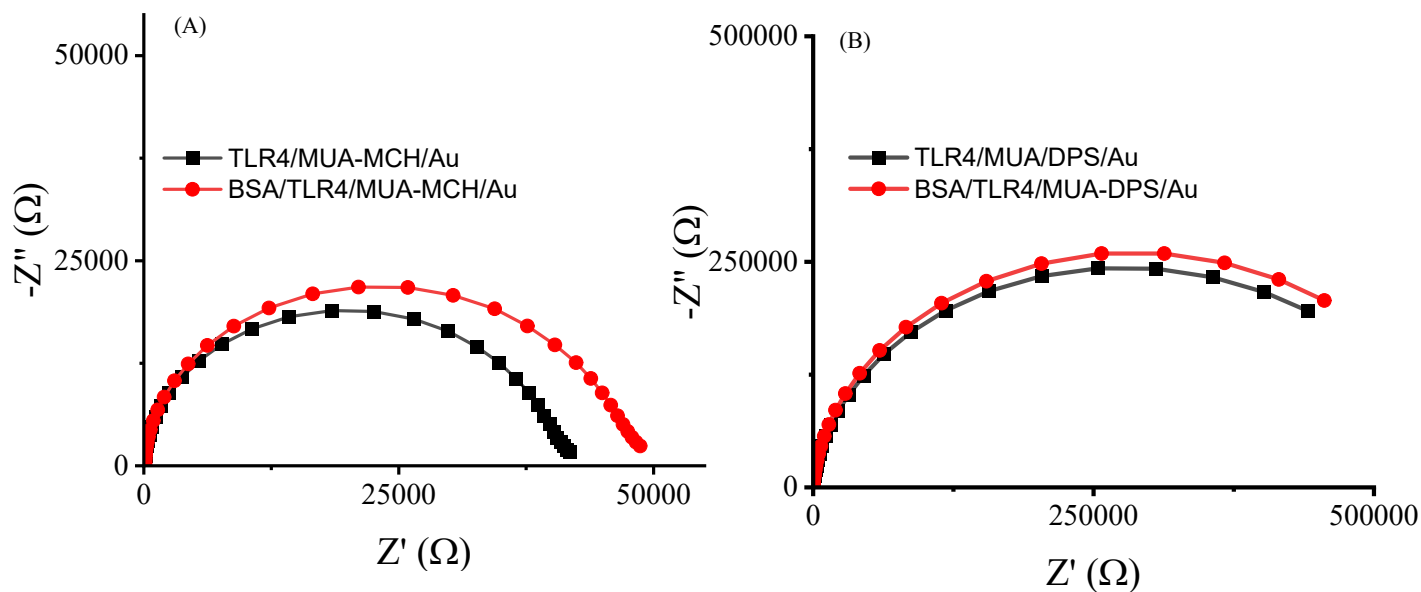 (A)
50000
25000
0
-Z" (Ω)
TLR4/MUA-MCH/Au
BSA/TLR4/MUA-MCH/Au
0
25000
50000
Z' (Ω)
(B)
500000
250000
0
-Z" (Ω)
TLR4/MUA/DPS/Au
BSA/TLR4/MUA-DPS/Au
0
250000
500000
Z' (Ω)